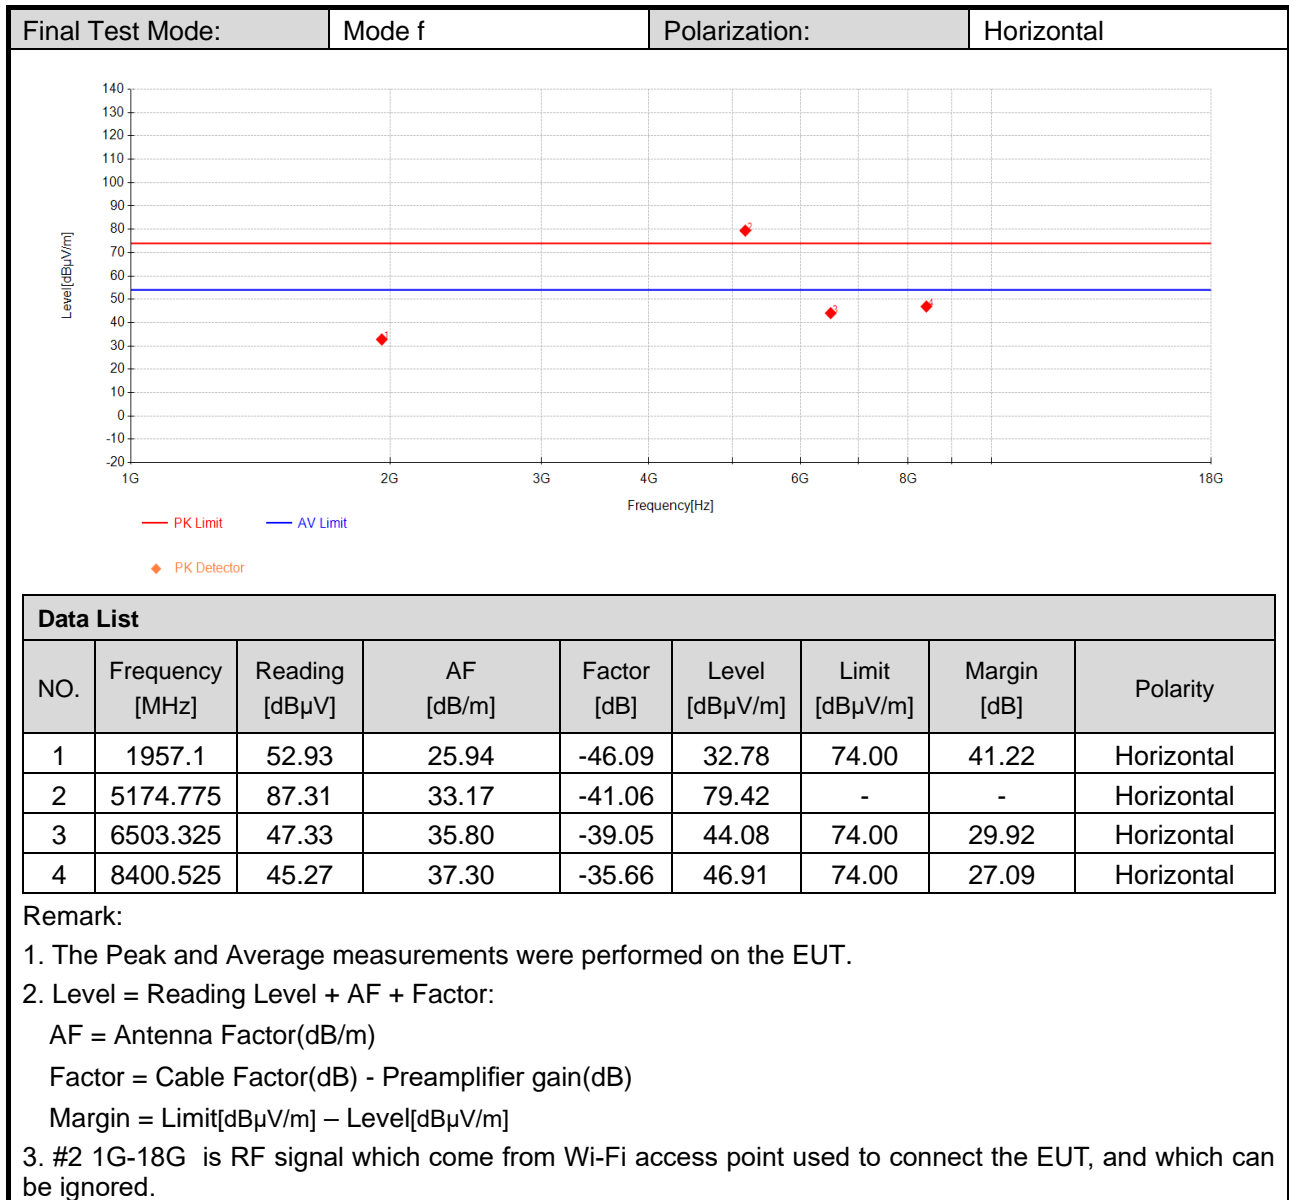 Final Test Mode: Mode f Polarization: Horizontal
140
130
120
110
100
90
80
70
60
50
40
30
20
10
0
-10
-20
Level[dBμV/m]
1
2
3
4
1G 2G 3G 4G 6G 8G 18G
Frequency[Hz]
PK Limit AV Limit
PK Detector
Data List
NO. Frequency [MHz] Reading [dBμV] AF [dB/m] Factor [dB] Level [dBμV/m] Limit [dBμV/m] Margin [dB] Polarity
1 1957.1 52.93 25.94 -46.09 32.78 74.00 41.22 Horizontal
2 5174.775 87.31 33.17 -41.06 79.42 - - Horizontal
3 6503.325 47.33 35.80 -39.05 44.08 74.00 29.92 Horizontal
4 8400.525 45.27 37.30 -35.66 46.91 74.00 27.09 Horizontal
Remark:
1. The Peak and Average measurements were performed on the EUT.
2. Level = Reading Level + AF + Factor:
AF = Antenna Factor(dB/m)
Factor = Cable Factor(dB) - Preamplifier gain(dB)
Margin = Limit[dBμV/m] – Level[dBμV/m]
3. #2 1G-18G is RF signal which come from Wi-Fi access point used to connect the EUT, and which can
be ignored.